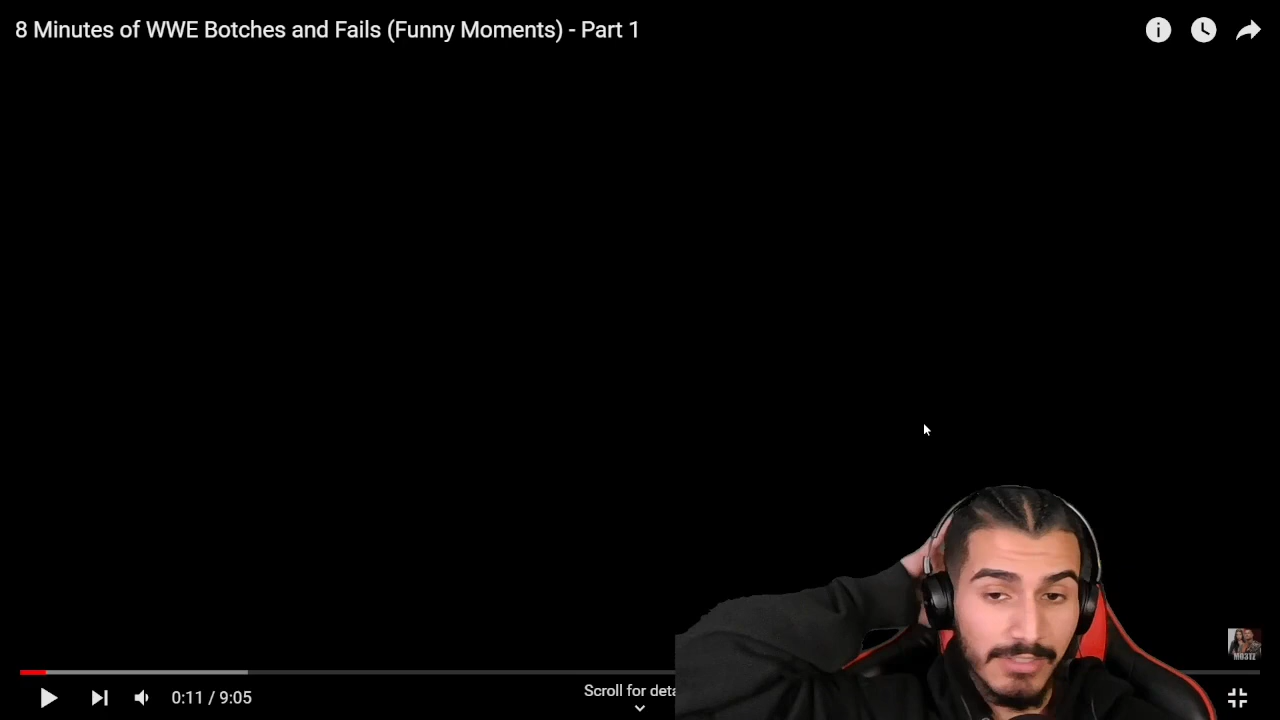 8 Minutes of WWE Botches and Fails (Funny Moments) - Part 1
0:11 / 9:05
Scroll for deta